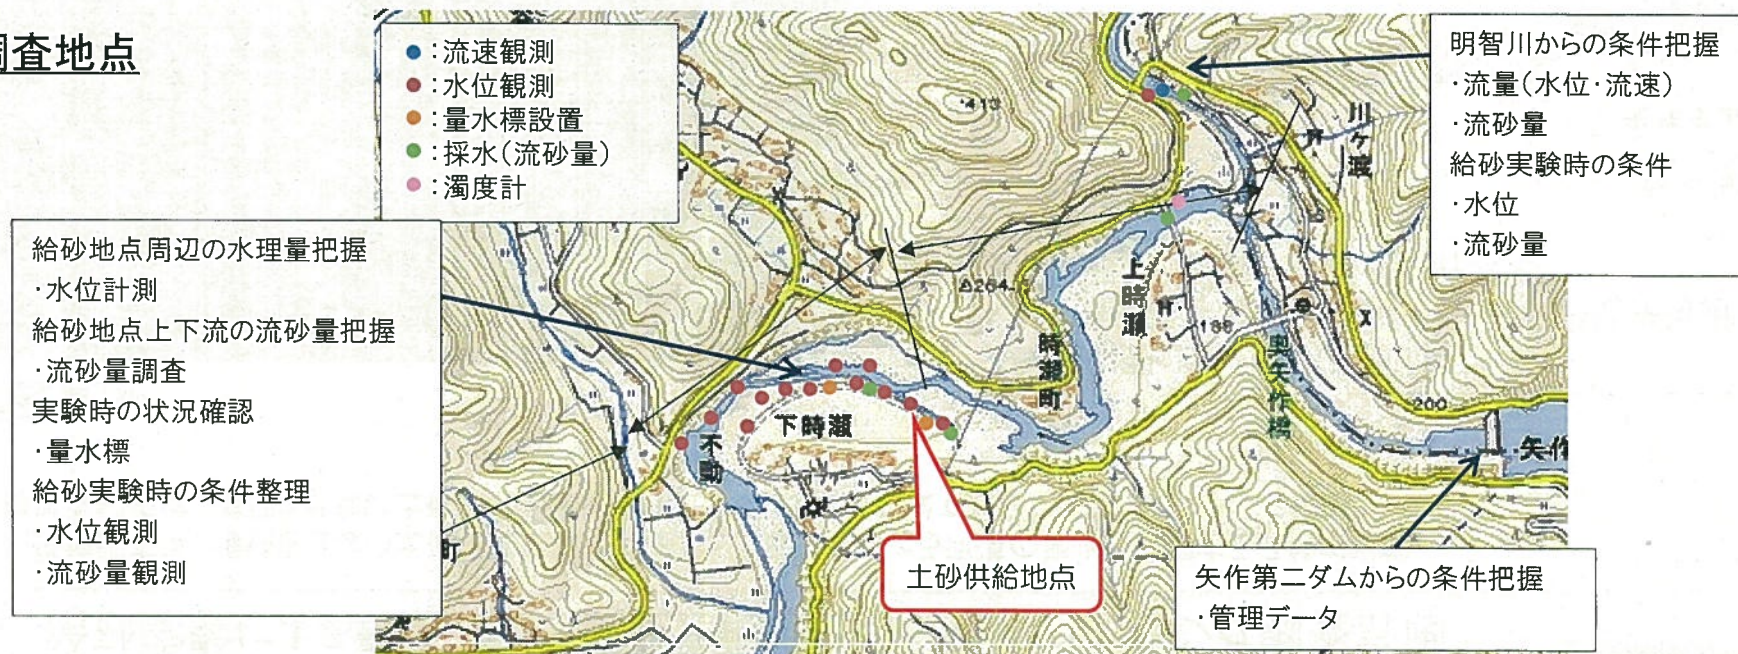 査地点
●:流速観測
●:水位観測
●:量水標設置
●:採水(流砂量)
●:濁度計
明智川からの条件把握
・流量(水位・流速)
・流砂量
給砂実験時の条件
・水位
・流砂量
給砂地点周辺の水理量把握
・水位計測
給砂地点上下流の流砂量把握
・流砂量調査
実験時の状況確認
・量水標
給砂実験時の条件整理
・水位観測
・流砂量観測
・413
川ヶ渡
△264
上時瀬
・188
時瀬町
奥矢作橋
200
矢作
下時瀬
不動
町
土砂供給地点
矢作第二ダムからの条件把握
・管理データ